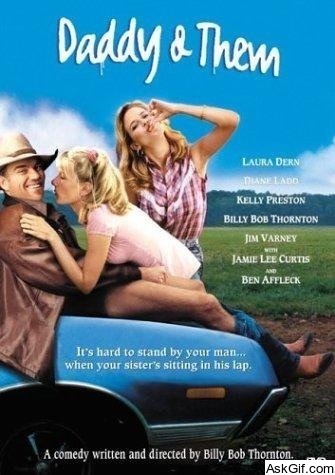 Daddy & Them
LAURA DERN
DIANE LADD
KELLY PRESTON
BILLY BOB THORNTON
JIM VARNEY
WITH
JAMIE LEE CURTIS
AND
BEN AFFLECK
It's hard to stand by your man...
when your sister's sitting in his lap.
A comedy written and directed by Billy Bob Thornton.
AskGif.com